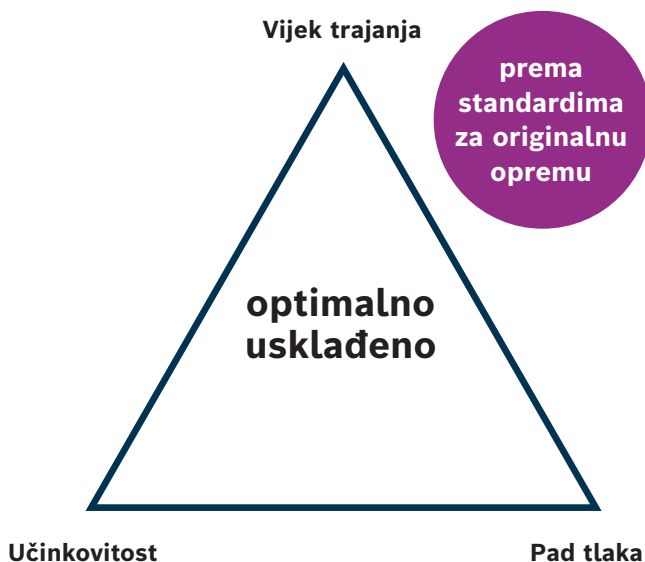 Vijek trajanja
prema
standardima
za originalnu
opremu
optimalno
usklađeno
Učinkovitost
Pad tlaka